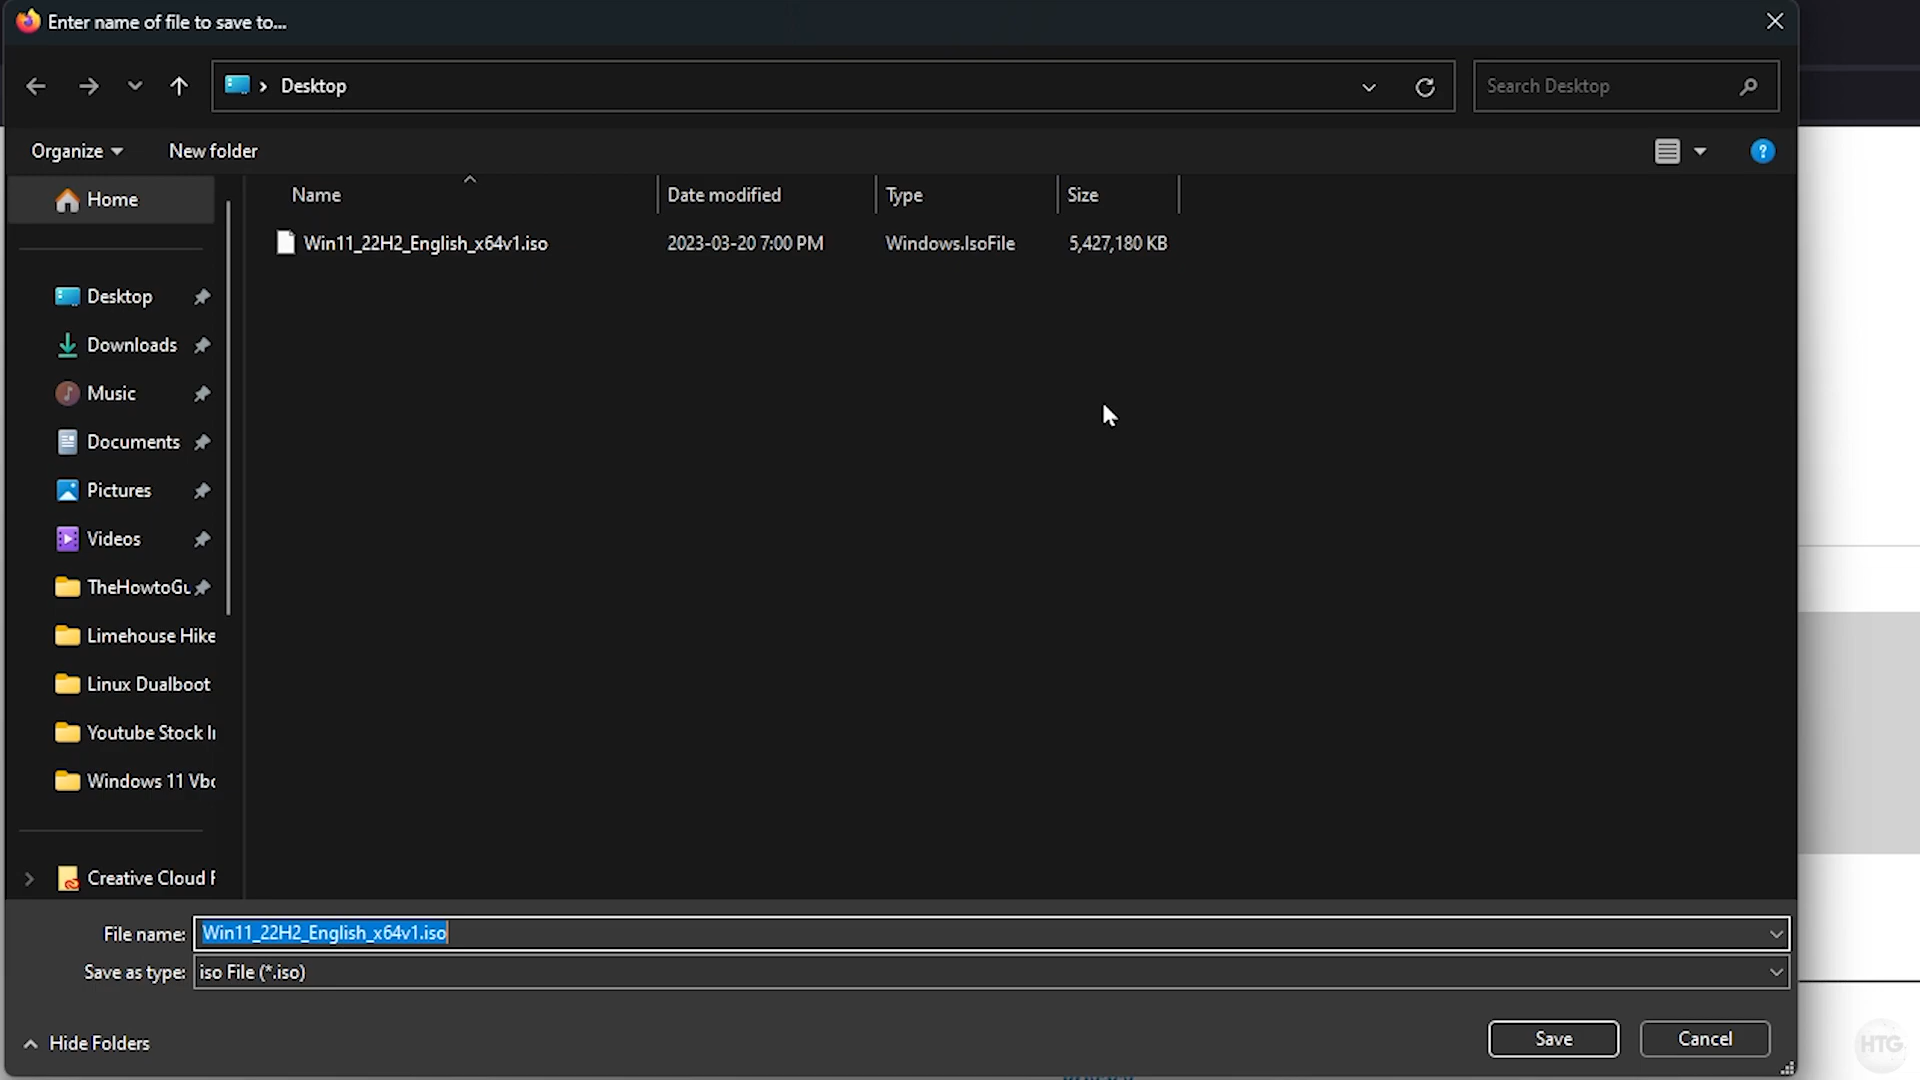 Enter name of file to save to...
Desktop
Search Desktop
Organize
New folder
?
Name
Date modified
Type
Size
Home
Win11_22H2_English_x64v1.iso
2023-03-20 7:00 PM
Windows.IsoFile
5,427,180 KB
Desktop
Downloads
Music
Documents
Pictures
Videos
TheHowtoGu
Limehouse Hike
Linux Dualboot
Youtube Stock
Windows 11
Creative Cloud
File name:
Win11_22H2_English_x64v1.iso
Save as type:
iso File (*.iso)
Hide Folders
Save
Cancel
HTG